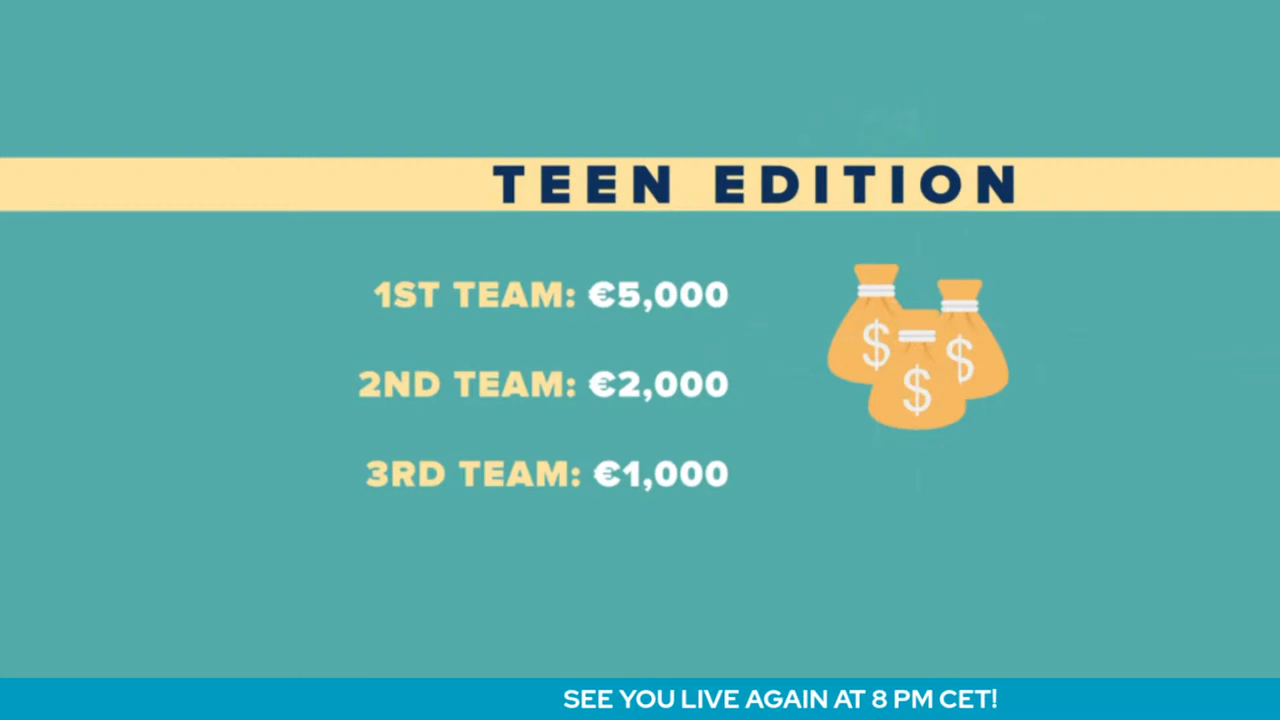 TEEN EDITION
1ST TEAM: €5,000
2ND TEAM: €2,000
3RD TEAM: €1,000
$ $
$
SEE YOU LIVE AGAIN AT 8 PM CET!